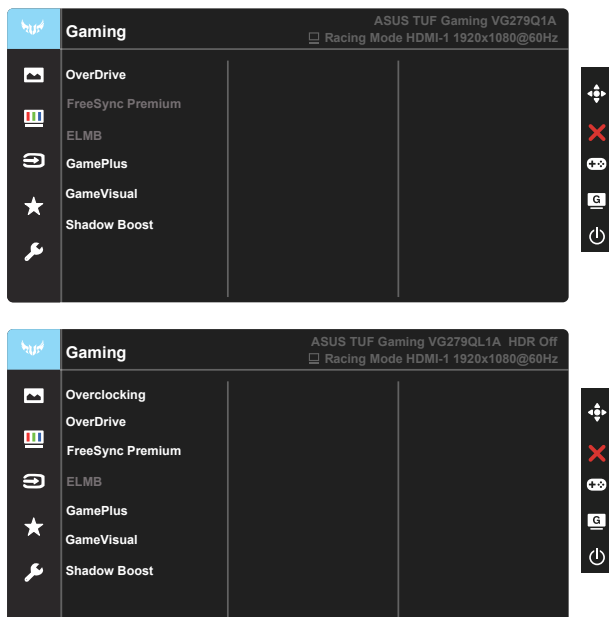 Gaming
ASUS TUF Gaming VG279Q1A
Racing Mode HDMI-1 1920x1080@60Hz
OverDrive
FreeSync Premium
ELMB
GamePlus
GameVisual
Shadow Boost
G
Gaming
ASUS TUF Gaming VG279QL1A HDR Off
Racing Mode HDMI-1 1920x1080@60Hz
Overclocking
OverDrive
FreeSync Premium
ELMB
GamePlus
GameVisual
Shadow Boost
G